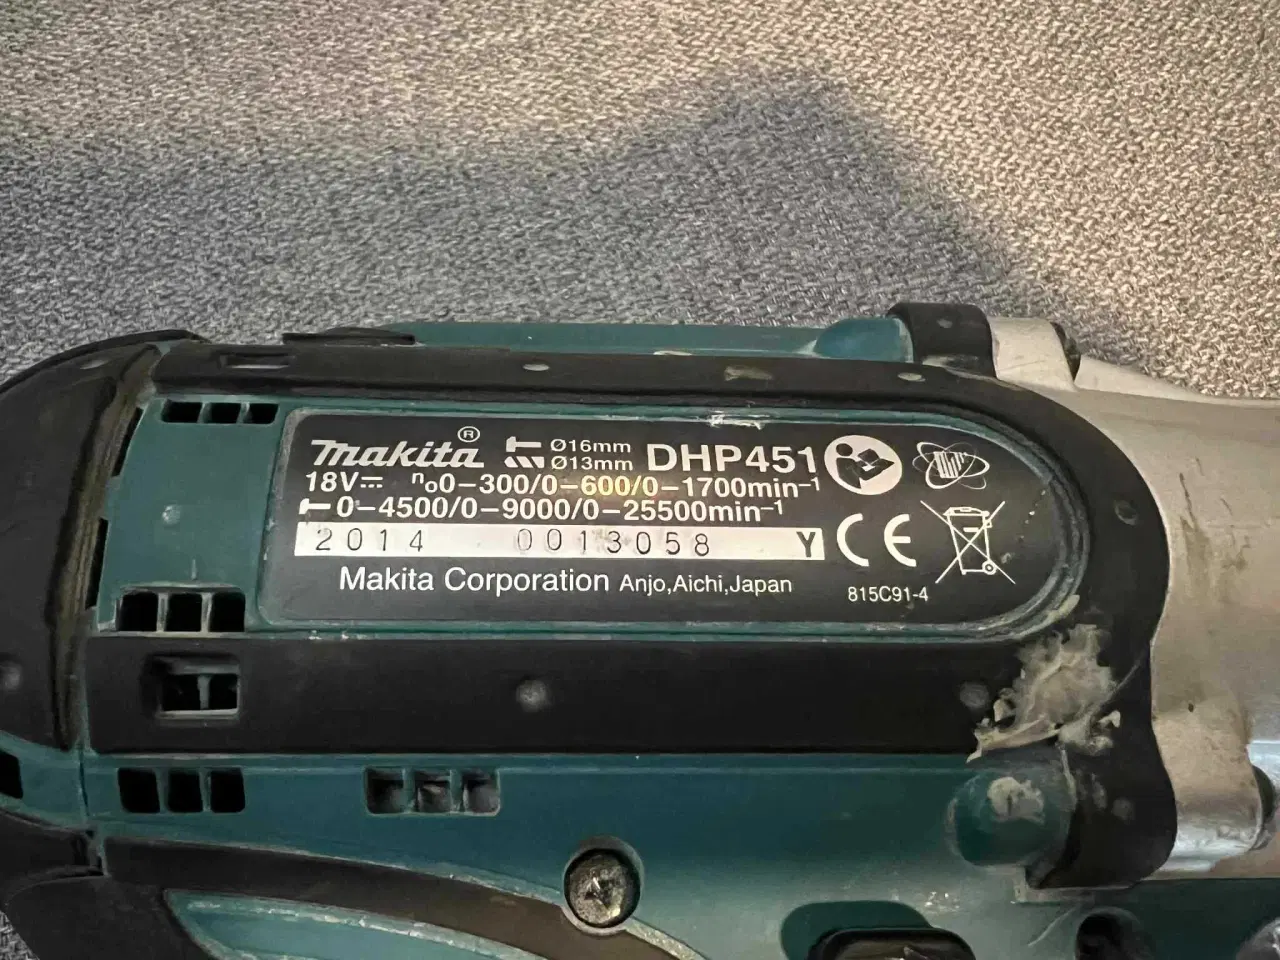 Makita® Ø16mm DHP451
Ø13mm
18V n₀0-300/0-600/0-1700min⁻¹
0-4500/0-9000/0-25500min⁻¹
2014 0013058 Y CE
Makita Corporation Anjo,Aichi,Japan 815C91-4